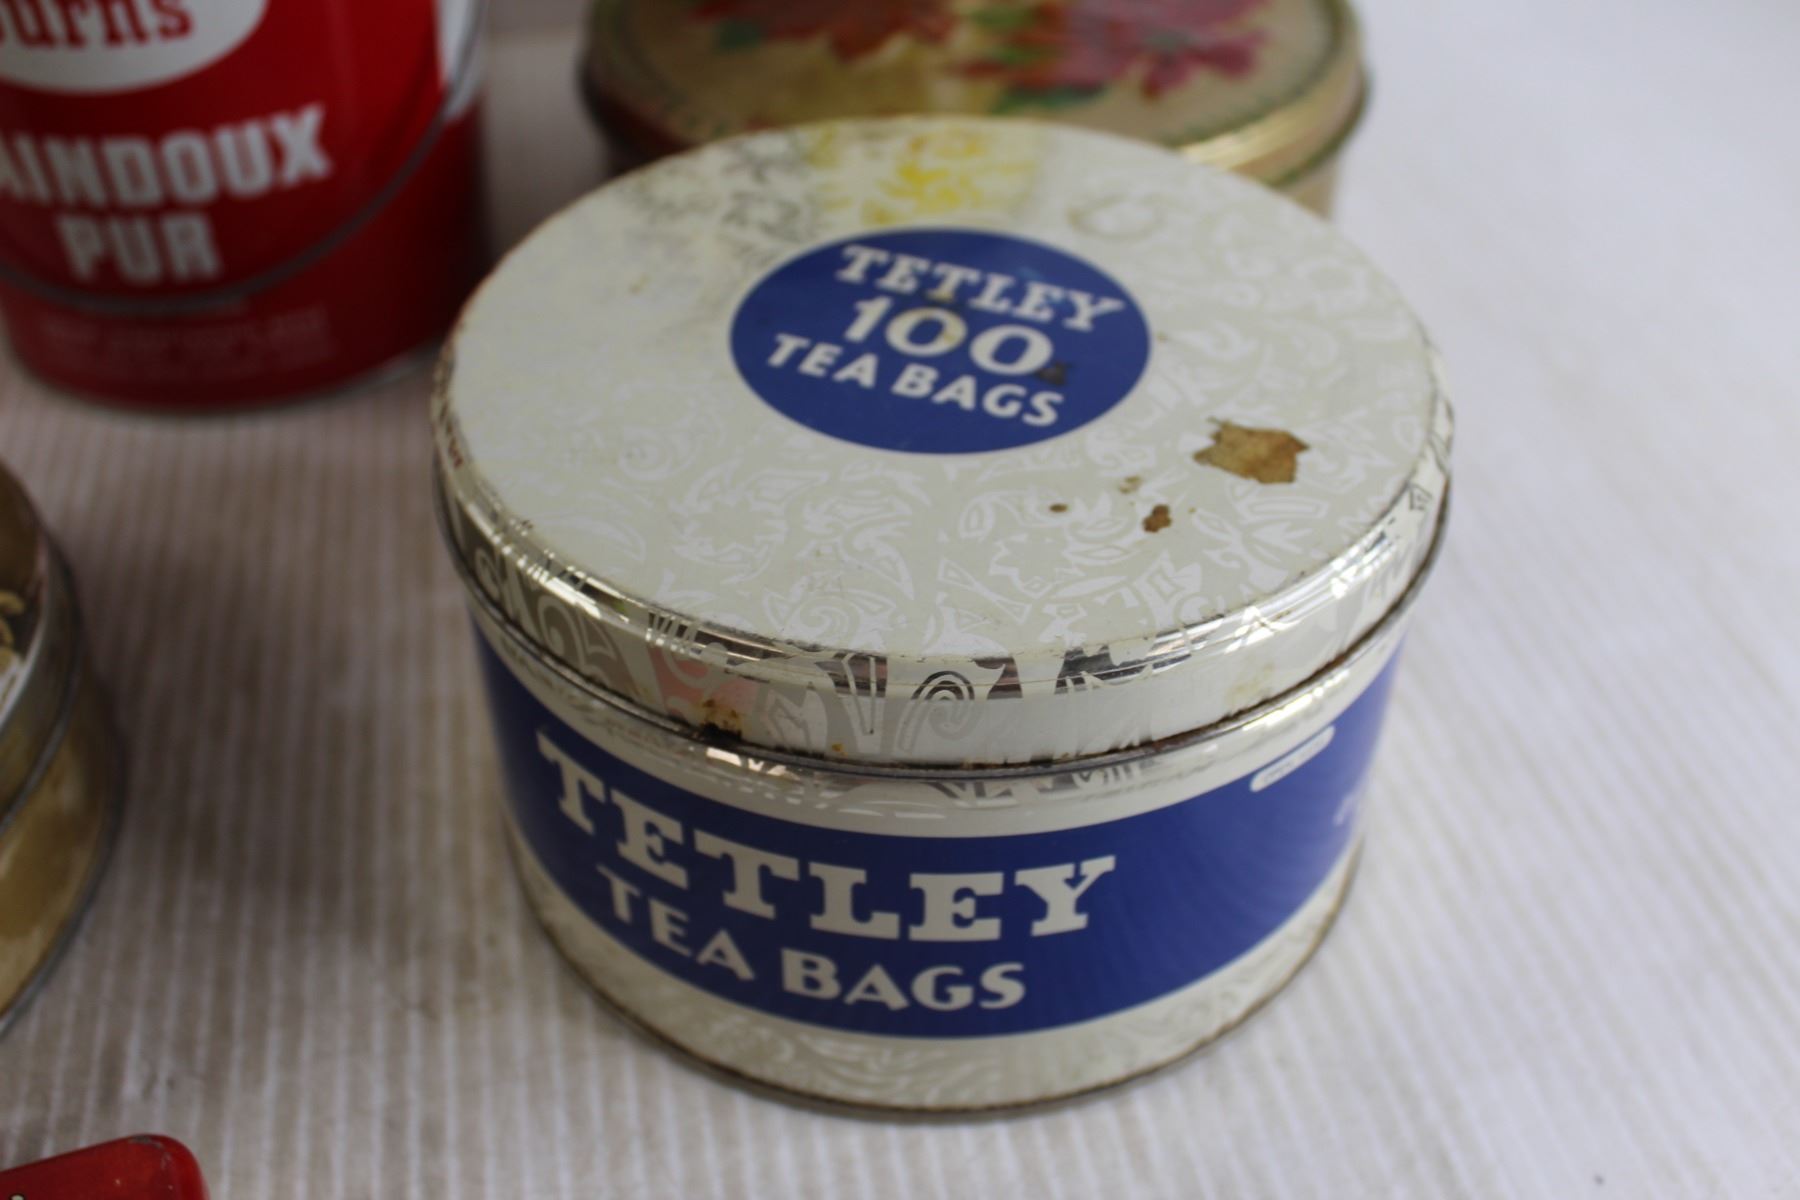 urns
AINDOUX
PUR
TETLEY
100
TEA BAGS
TETLEY
TEA BAGS